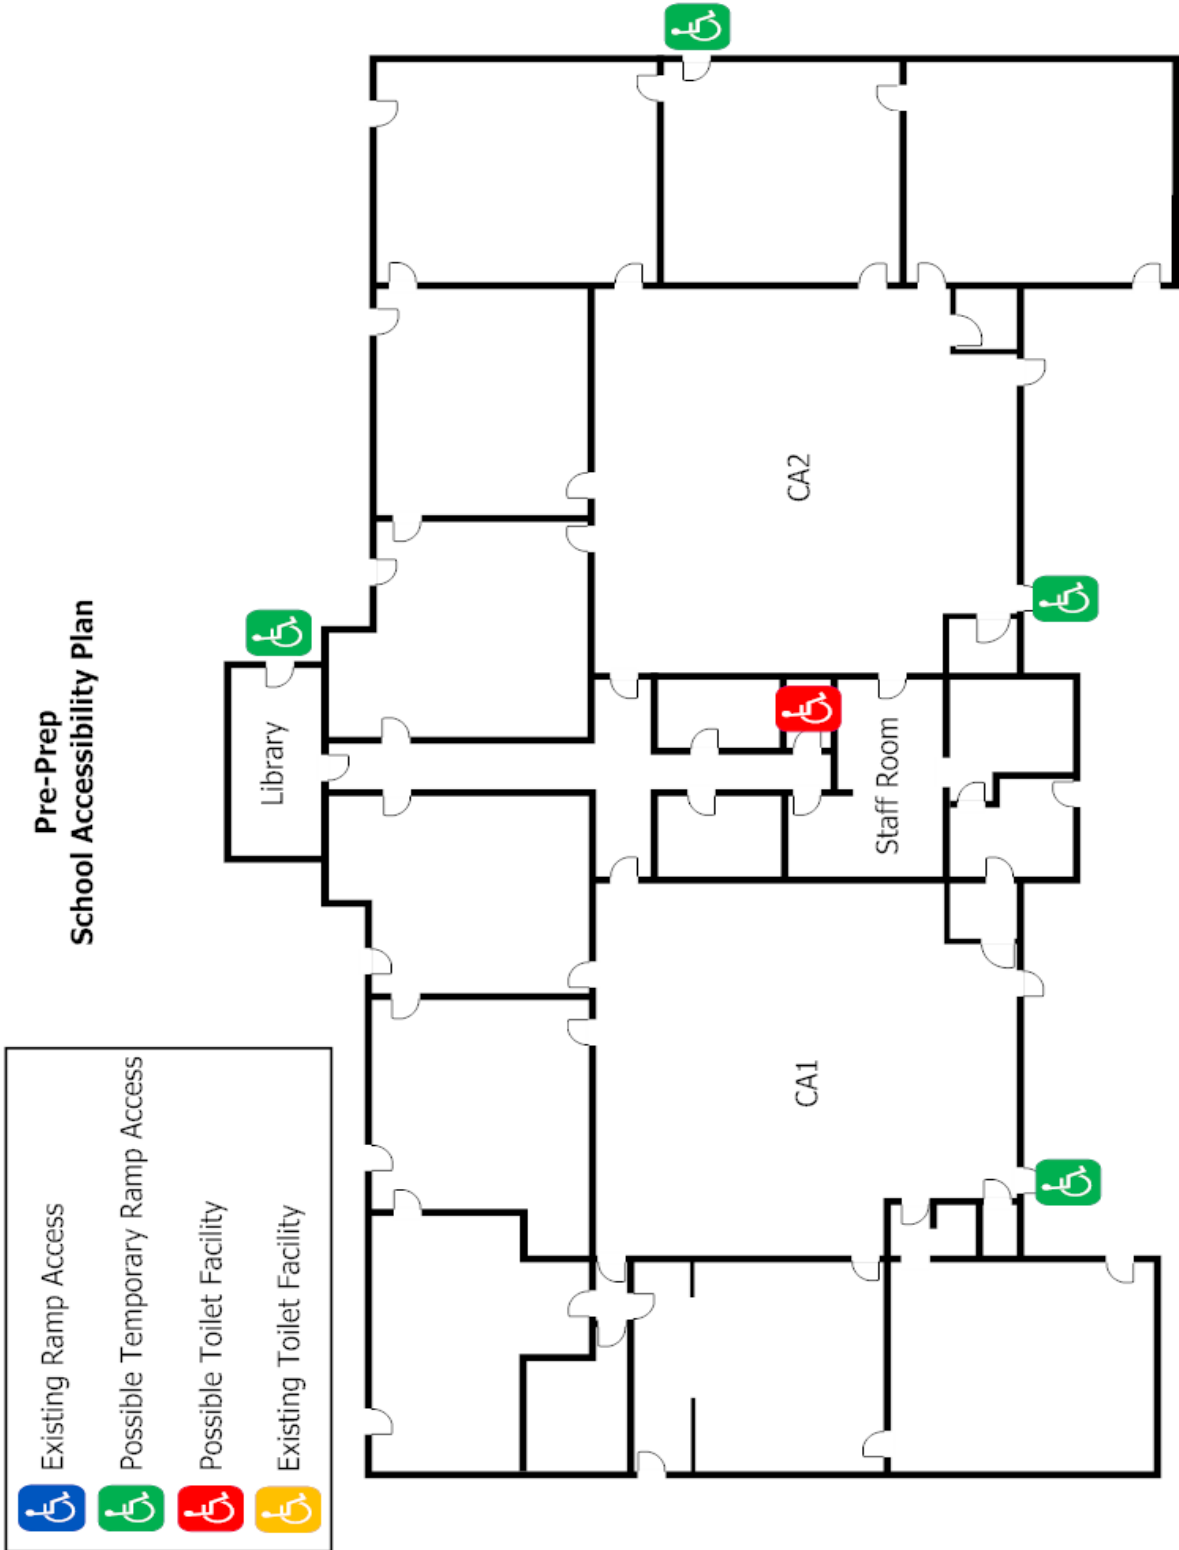 Pre-Prep
School Accessibility Plan
Existing Ramp Access
Possible Temporary Ramp Access
Possible Toilet Facility
Existing Toilet Facility
Library
CA1
Staff Room
CA2